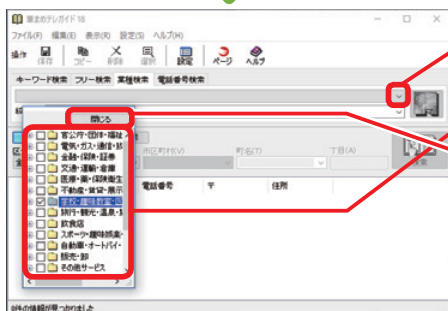 筆まめテレガイド 18
ファイル(F) 編集(E) 表示(R) 設定(S) ヘルプ(H)
操作 保存 コピー 削除 選択 設定 ページ ヘルプ
キーワード検索 フリー検索 業種検索 電話番号検索
閉じる
官公庁・団体・福祉
電気・ガス・通信・放
市区町村(V) 町名(T) 丁目(A)
金融・保険・証券
交通・運輸・倉庫
医療・薬・保険衛生
不動産・賃貸・展示
電話番号 〒 住所
学校・趣味教室・図
旅行・観光・温泉・
飲食店
スポーツ・趣味娯楽・
自動車・オートバイ・
販売・卸
その他サービス
0件の情報が見つかりました